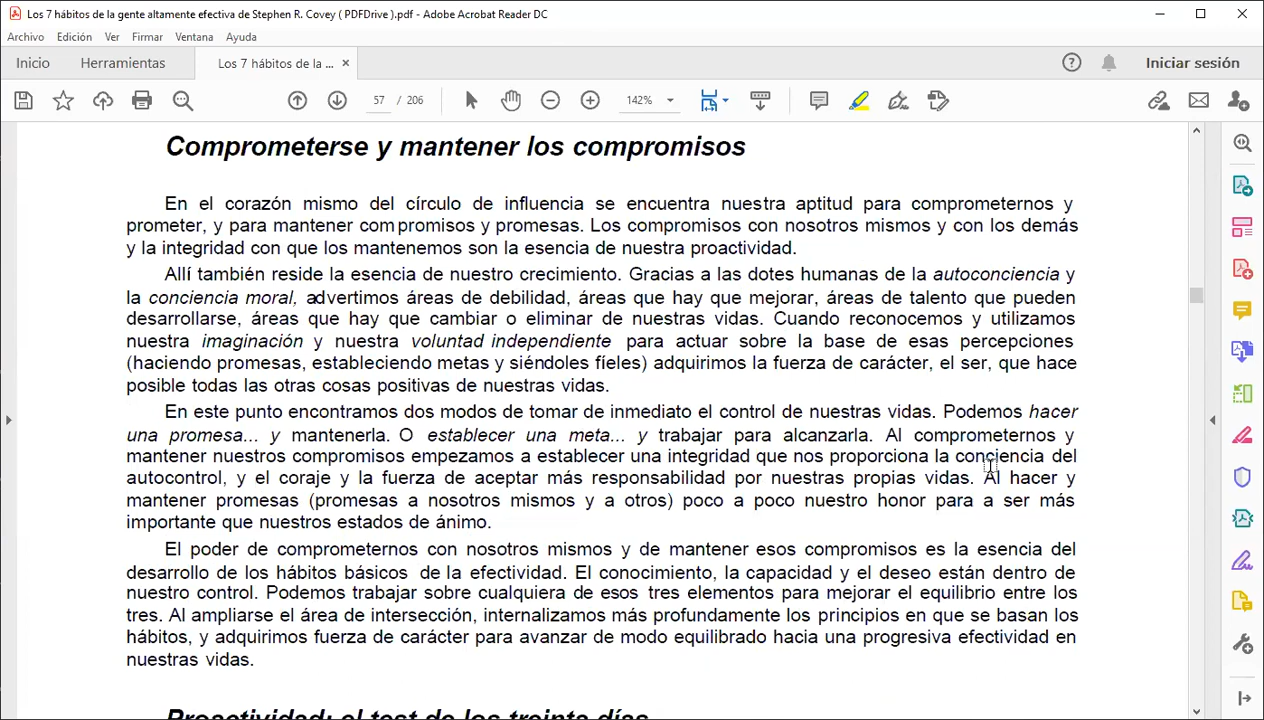 Los 7 hábitos de la gente altamente efectiva de Stephen R. Covey ( PDFDrive ).pdf - Adobe Acrobat Reader DC
Archivo Edición Ver Firmar Ventana Ayuda
Inicio Herramientas Los 7 hábitos de la ... × Iniciar sesión
57 / 206 142%
Comprometerse y mantener los compromisos
En el corazón mismo del círculo de influencia se encuentra nuestra aptitud para comprometernos y
prometer, y para mantener compromisos y promesas. Los compromisos con nosotros mismos y con los demás
y la integridad con que los mantenemos son la esencia de nuestra proactividad.
Allí también reside la esencia de nuestro crecimiento. Gracias a las dotes humanas de la autoconciencia y
la conciencia moral, advertimos áreas de debilidad, áreas que hay que mejorar, áreas de talento que pueden
desarrollarse, áreas que hay que cambiar o eliminar de nuestras vidas. Cuando reconocemos y utilizamos
nuestra imaginación y nuestra voluntad independiente para actuar sobre la base de esas percepciones
(haciendo promesas, estableciendo metas y siéndoles fíeles) adquirimos la fuerza de carácter, el ser, que hace
posible todas las otras cosas positivas de nuestras vidas.
En este punto encontramos dos modos de tomar de inmediato el control de nuestras vidas. Podemos hacer
una promesa... y mantenerla. O establecer una meta... y trabajar para alcanzarla. Al comprometernos y
mantener nuestros compromisos empezamos a establecer una integridad que nos proporciona la conciencia del
autocontrol, y el coraje y la fuerza de aceptar más responsabilidad por nuestras propias vidas. Al hacer y
mantener promesas (promesas a nosotros mismos y a otros) poco a poco nuestro honor para a ser más
importante que nuestros estados de ánimo.
El poder de comprometernos con nosotros mismos y de mantener esos compromisos es la esencia del
desarrollo de los hábitos básicos de la efectividad. El conocimiento, la capacidad y el deseo están dentro de
nuestro control. Podemos trabajar sobre cualquiera de esos tres elementos para mejorar el equilibrio entre los
tres. Al ampliarse el área de intersección, internalizamos más profundamente los principios en que se basan los
hábitos, y adquirimos fuerza de carácter para avanzar de modo equilibrado hacia una progresiva efectividad en
nuestras vidas.
Proactividad: el test de los treinta días